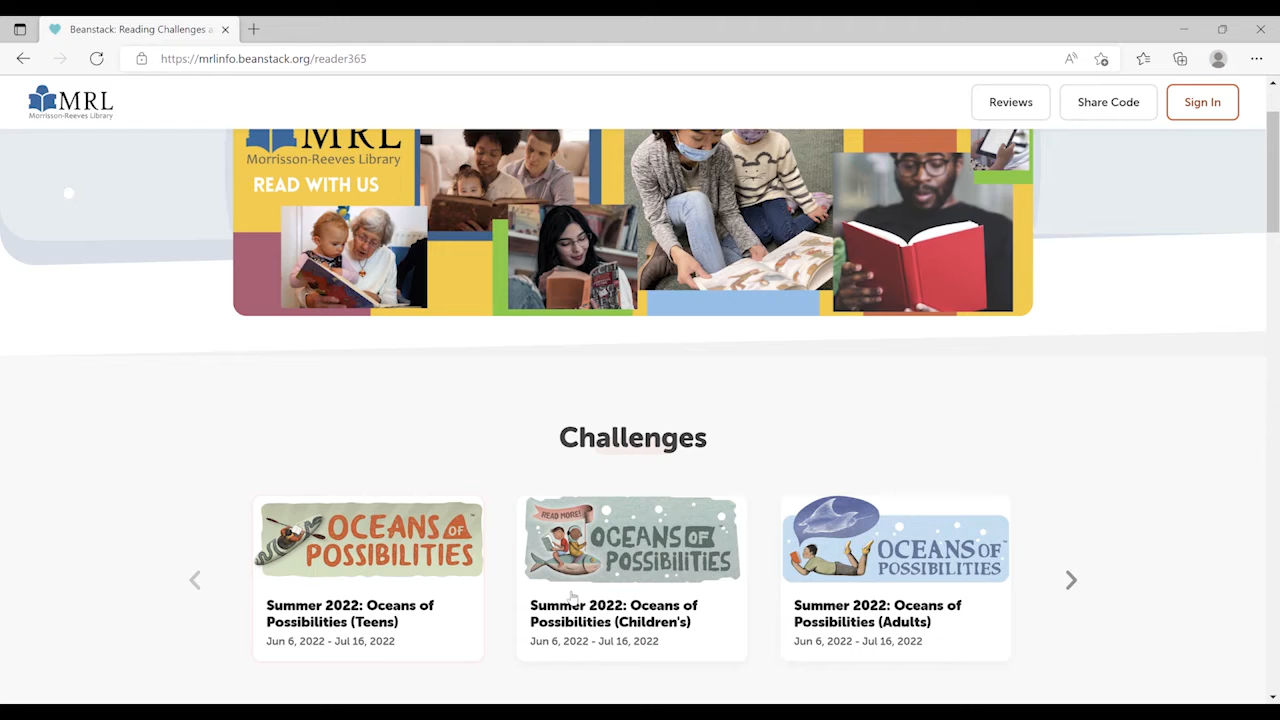 Beanstack: Reading Challenges a
https://mrlinfo.beanstack.org/reader365
MRL
Morrisson-Reeves Library
Reviews
Share Code
Sign In
MRL
Morrisson-Reeves Library
READ WITH US
Challenges
OCEANS OF
POSSIBILITIES
READ MORE!
OCEANS OF
POSSIBILITIES
OCEANS OF
POSSIBILITIES
Summer 2022: Oceans of
Possibilities (Teens)
Jun 6, 2022 - Jul 16, 2022
Summer 2022: Oceans of
Possibilities (Children's)
Jun 6, 2022 - Jul 16, 2022
Summer 2022: Oceans of
Possibilities (Adults)
Jun 6, 2022 - Jul 16, 2022